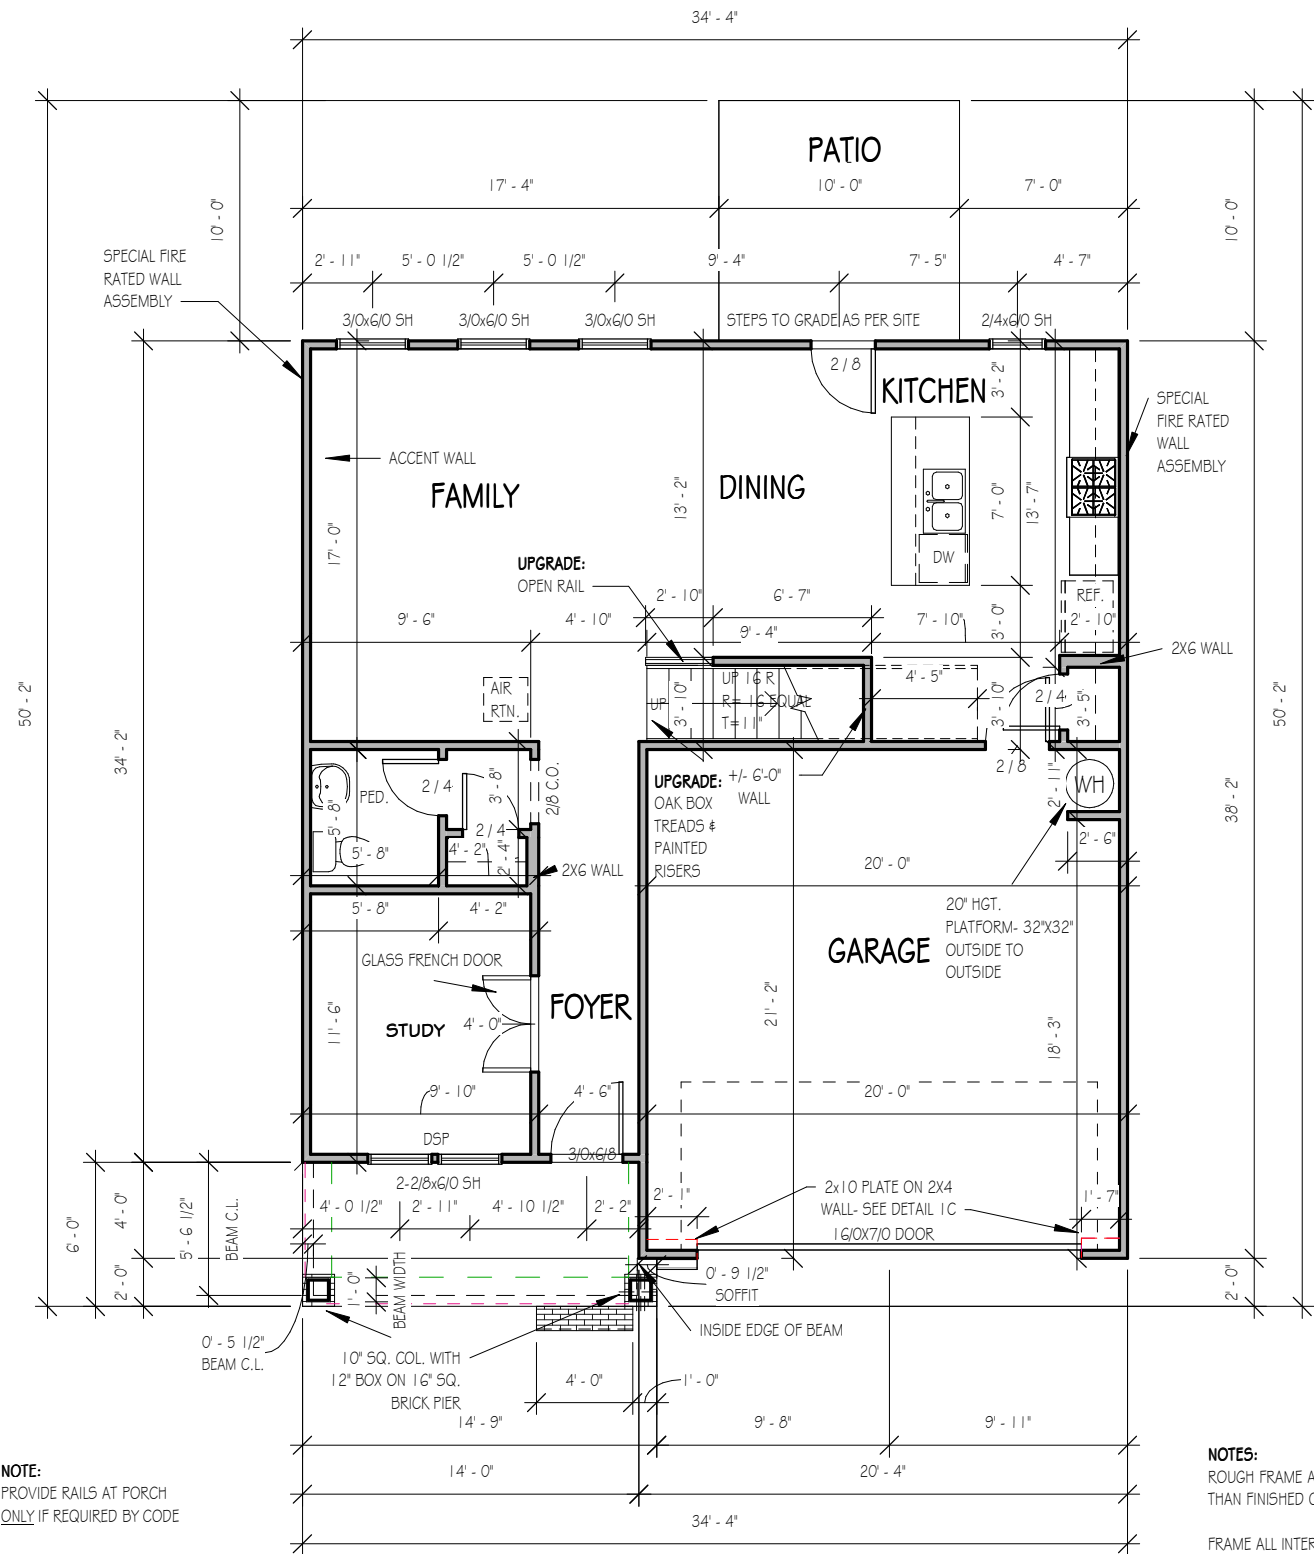 34' - 4"
PATIO
17' - 4"
10' - 0"
7' - 0"
10' - 0"
10' - 0"
SPECIAL FIRE
RATED WALL
ASSEMBLY
2' - 11"
5' - 0 1/2"
5' - 0 1/2"
9' - 4"
7' - 5"
4' - 7"
3/0x6/0 SH
3/0x6/0 SH
3/0x6/0 SH
STEPS TO GRADE AS PER SITE
2/4x6/0 SH
2 / 8
KITCHEN
3' - 2"
SPECIAL
FIRE RATED
WALL
ASSEMBLY
ACCENT WALL
FAMILY
DINING
13' - 2"
7' - 0"
13' - 7"
17' - 0"
DW
UPGRADE:
OPEN RAIL
2' - 10"
6' - 7"
REF.
9' - 6"
4' - 10"
9' - 4"
7' - 10"
3' - 0"
2' - 10"
2X6 WALL
50' - 2"
34' - 2"
50' - 2"
38' - 2"
AIR
RTN.
UP
3' - 10"
UP 16 R
R= 16 EQUAL
T=11"
4' - 5"
3' - 10"
2 / 4
3' - 5"
2 / 8
PED.
2 / 4
3' - 8"
2/8 C.O.
UPGRADE:
OAK BOX
TREADS &
PAINTED
RISERS
+/- 6'-0"
WALL
2' - 11"
WH
5' - 8"
5' - 8"
2 / 4
4' - 2"
2' - 4"
2X6 WALL
20' - 0"
2' - 6"
5' - 8"
4' - 2"
20" HGT.
PLATFORM- 32"X32"
OUTSIDE TO
OUTSIDE
GLASS FRENCH DOOR
GARAGE
FOYER
STUDY
4' - 0"
11' - 6"
21' - 2"
18' - 3"
9' - 10"
4' - 6"
20' - 0"
DSP
3/0x6/8
2-2/8x6/0 SH
4' - 0 1/2"
2' - 11"
4' - 10 1/2"
2' - 2"
2' - 1"
2x10 PLATE ON 2X4
WALL- SEE DETAIL 1C
16/0X7/0 DOOR
1' - 7"
6' - 0"
4' - 0"
2' - 0"
5' - 6 1/2"
BEAM C.L.
1' - 0"
BEAM WIDTH
0' - 9 1/2"
SOFFIT
2' - 0"
INSIDE EDGE OF BEAM
0' - 5 1/2"
BEAM C.L.
10" SQ. COL. WITH
12" BOX ON 16" SQ.
BRICK PIER
4' - 0"
1' - 0"
14' - 9"
9' - 8"
9' - 11"
14' - 0"
20' - 4"
34' - 4"
NOTE:
PROVIDE RAILS AT PORCH
ONLY IF REQUIRED BY CODE
NOTES:
ROUGH FRAME A
THAN FINISHED
FRAME ALL INTER